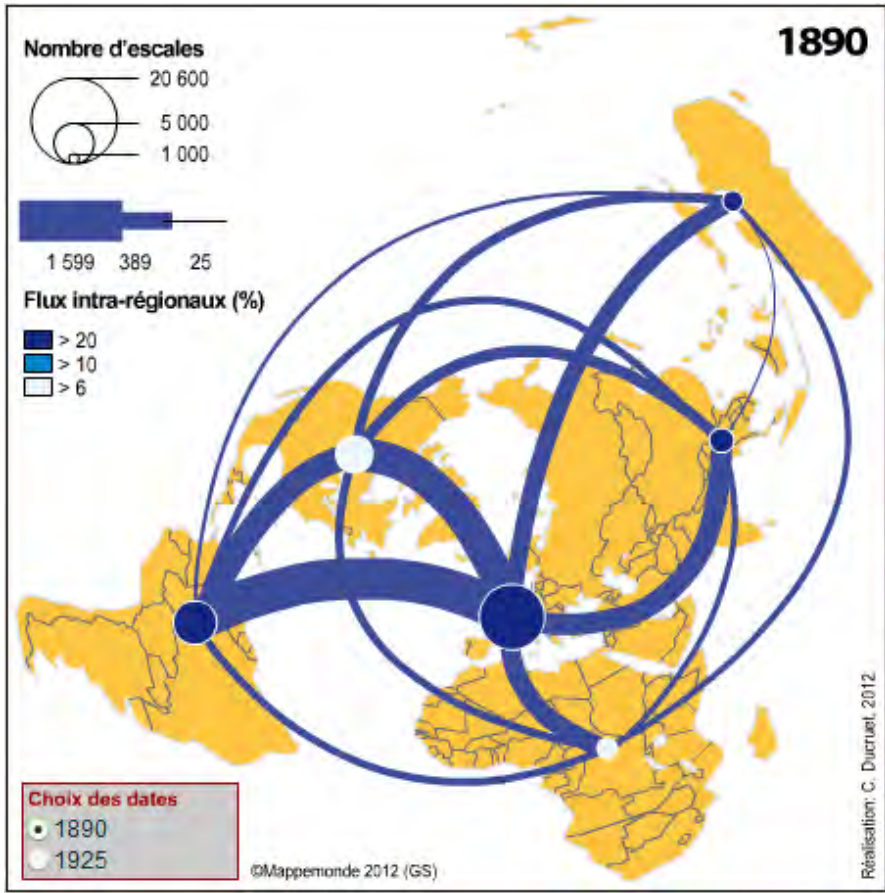 1890
Nombre d'escales
20 600
5 000
1 000
1 599 389 25
Flux intra-régionaux (%)
> 20
> 10
> 6
Choix des dates
1890
1925
©Mappemonde 2012 (GS)
Réalisation: C. Ducruet, 2012